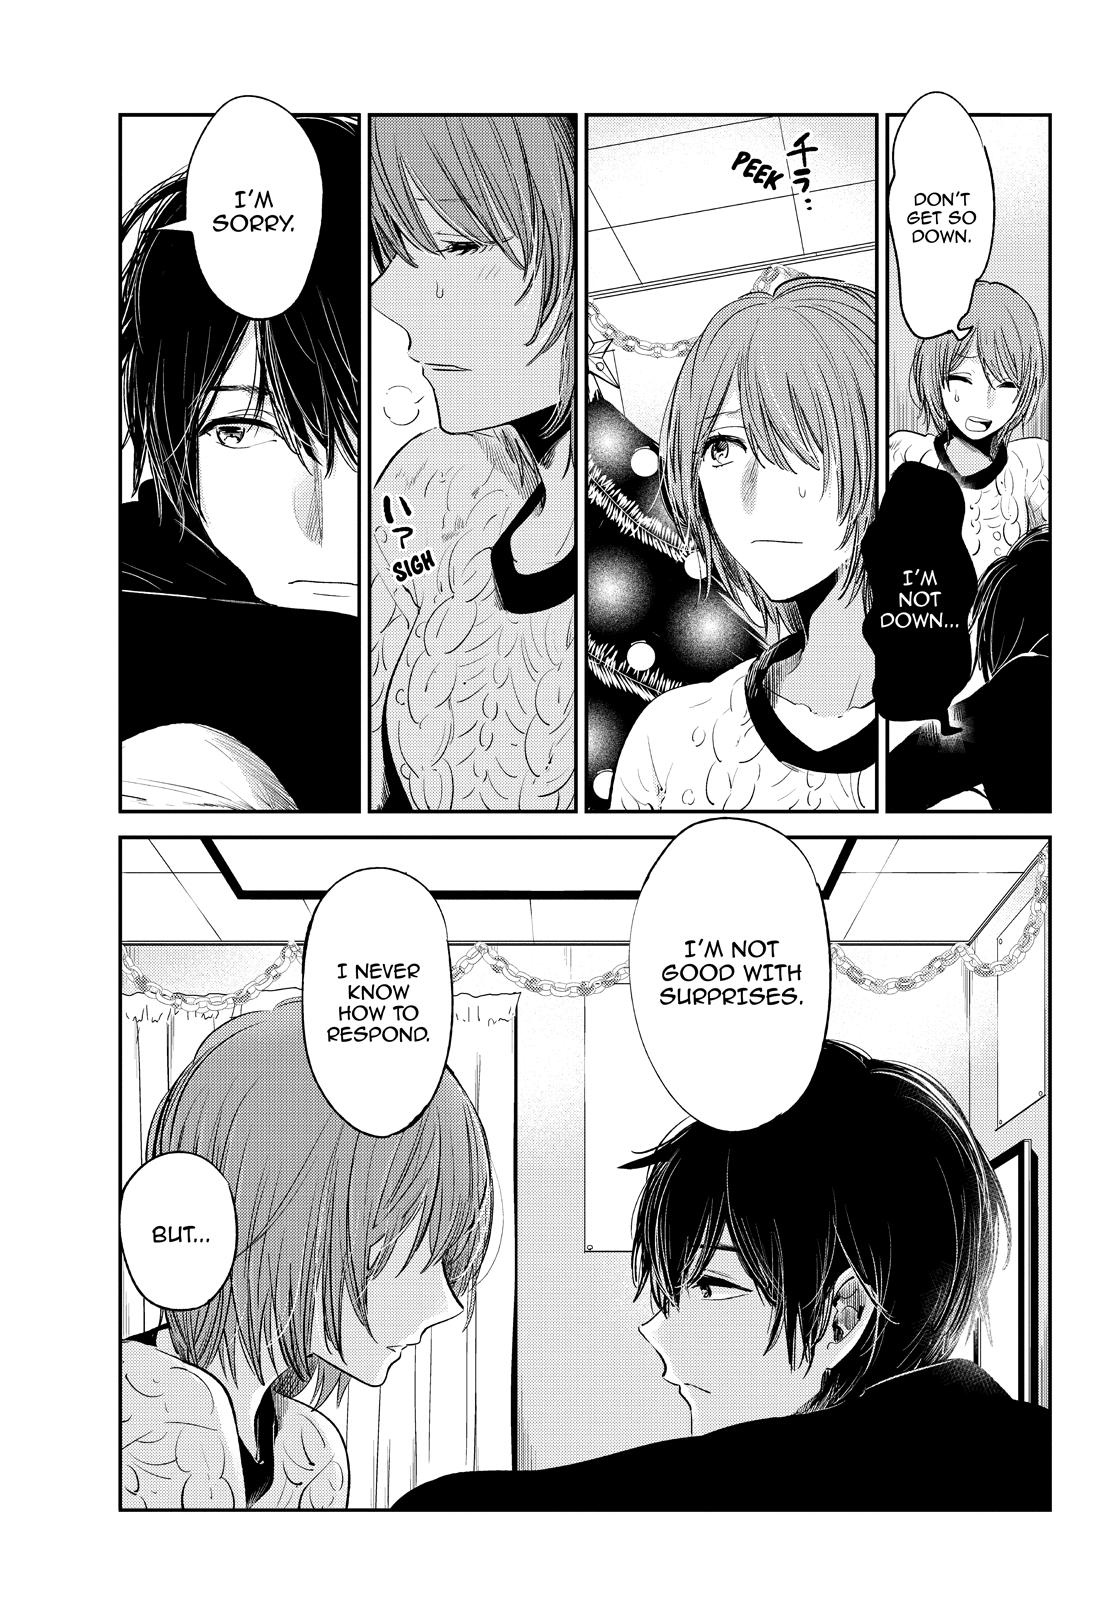 DON'T
GET SO
DOWN.
I'M
NOT
DOWN...
チラ..
PEEK
ハァ
SIGH
I'M
SORRY.
I'M NOT
GOOD WITH
SURPRISES.
I NEVER
KNOW
HOW TO
RESPOND.
BUT...